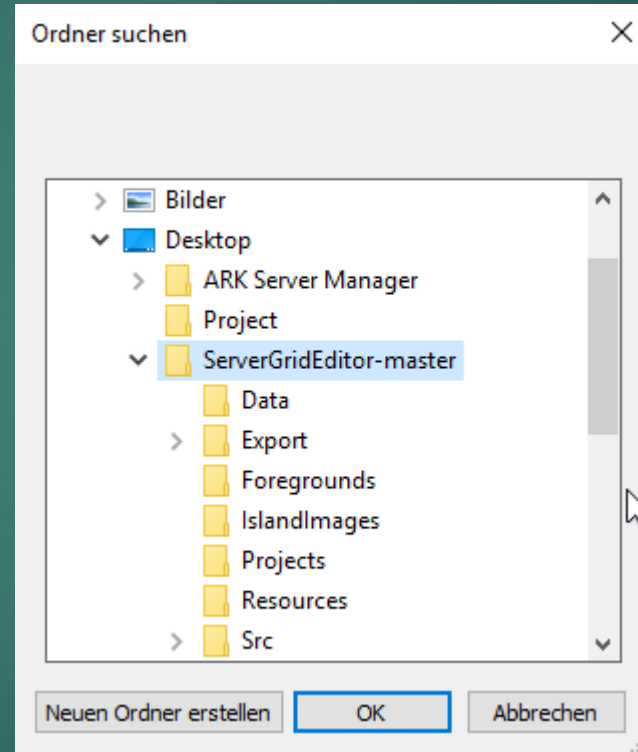 Ordner suchen
Bilder
Desktop
ARK Server Manager
Project
ServerGridEditor-master
Data
Export
Foregrounds
IslandImages
Projects
Resources
Src
Neuen Ordner erstellen OK Abbrechen